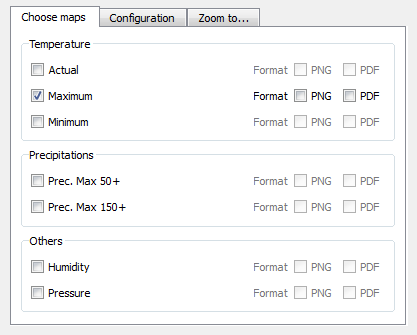 Choose maps Configuration Zoom to...
Temperature
Actual Format PNG PDF
Maximum Format PNG PDF
Minimum Format PNG PDF
Precipitations
Prec. Max 50+ Format PNG PDF
Prec. Max 150+ Format PNG PDF
Others
Humidity Format PNG PDF
Pressure Format PNG PDF